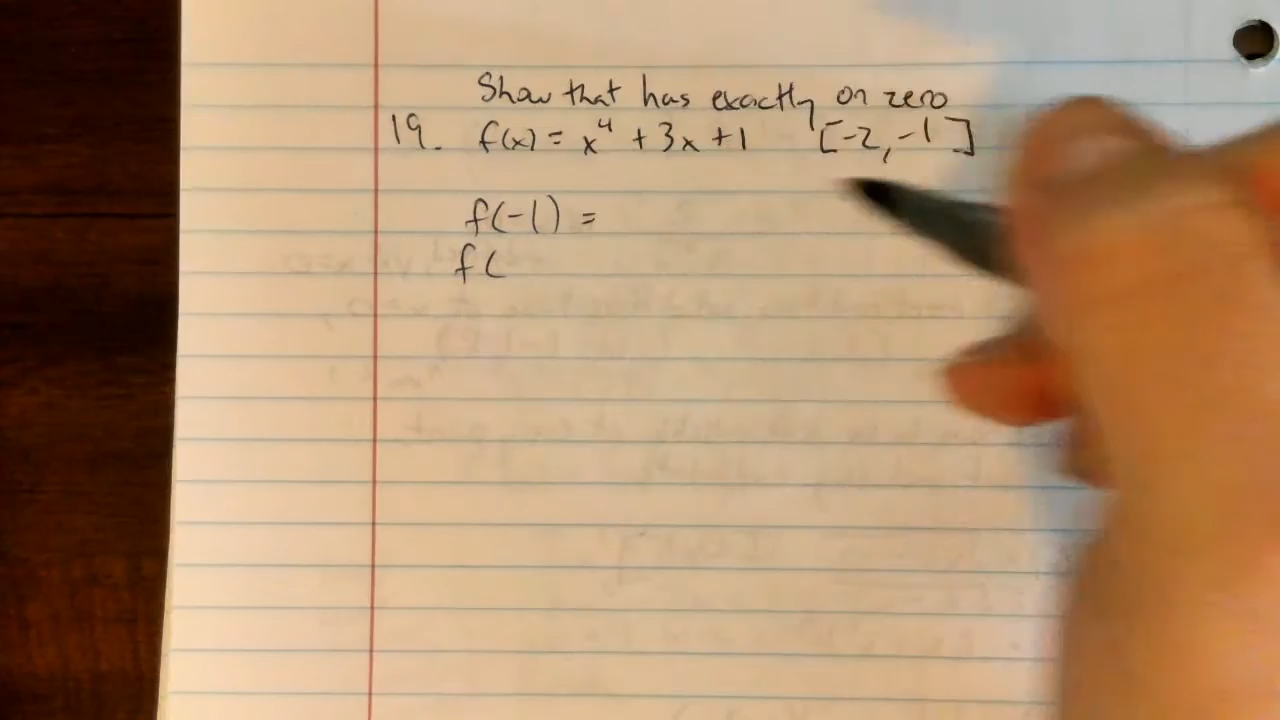 Show that has exactly on zero
19. f(x) = x⁴ + 3x + 1 [-2, -1]
f(-1) =
f(